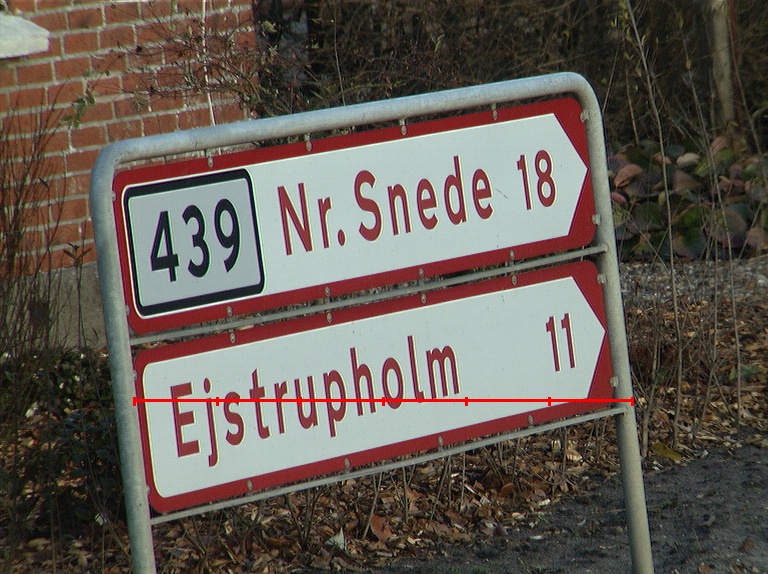 439 Nr. Snede 18
Ejstrupholm 11